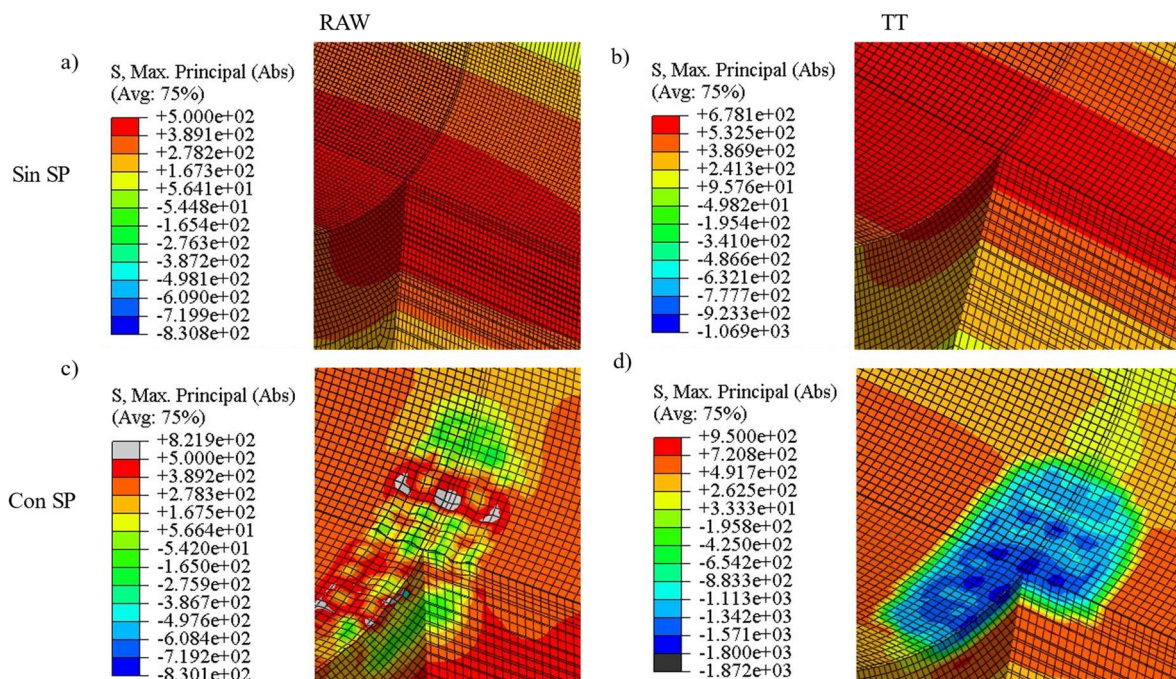 RAW
TT
a)
S, Max. Principal (Abs)
(Avg: 75%)
+5.000e+02
+3.891e+02
+2.782e+02
+1.673e+02
+5.641e+01
-5.448e+01
-1.654e+02
-2.763e+02
-3.872e+02
-4.981e+02
-6.090e+02
-7.199e+02
-8.308e+02
b)
S, Max. Principal (Abs)
(Avg: 75%)
+6.781e+02
+5.325e+02
+3.869e+02
+2.413e+02
+9.576e+01
-4.982e+01
-1.954e+02
-3.410e+02
-4.866e+02
-6.321e+02
-7.777e+02
-9.233e+02
-1.069e+03
Sin SP
c)
S, Max. Principal (Abs)
(Avg: 75%)
+8.219e+02
+5.000e+02
+3.892e+02
+2.783e+02
+1.675e+02
+5.664e+01
-5.420e+01
-1.650e+02
-2.759e+02
-3.867e+02
-4.976e+02
-6.084e+02
-7.192e+02
-8.301e+02
d)
S, Max. Principal (Abs)
(Avg: 75%)
+9.500e+02
+7.208e+02
+4.917e+02
+2.625e+02
+3.333e+01
-1.958e+02
-4.250e+02
-6.542e+02
-8.833e+02
-1.113e+03
-1.342e+03
-1.571e+03
-1.800e+03
-1.872e+03
Con SP